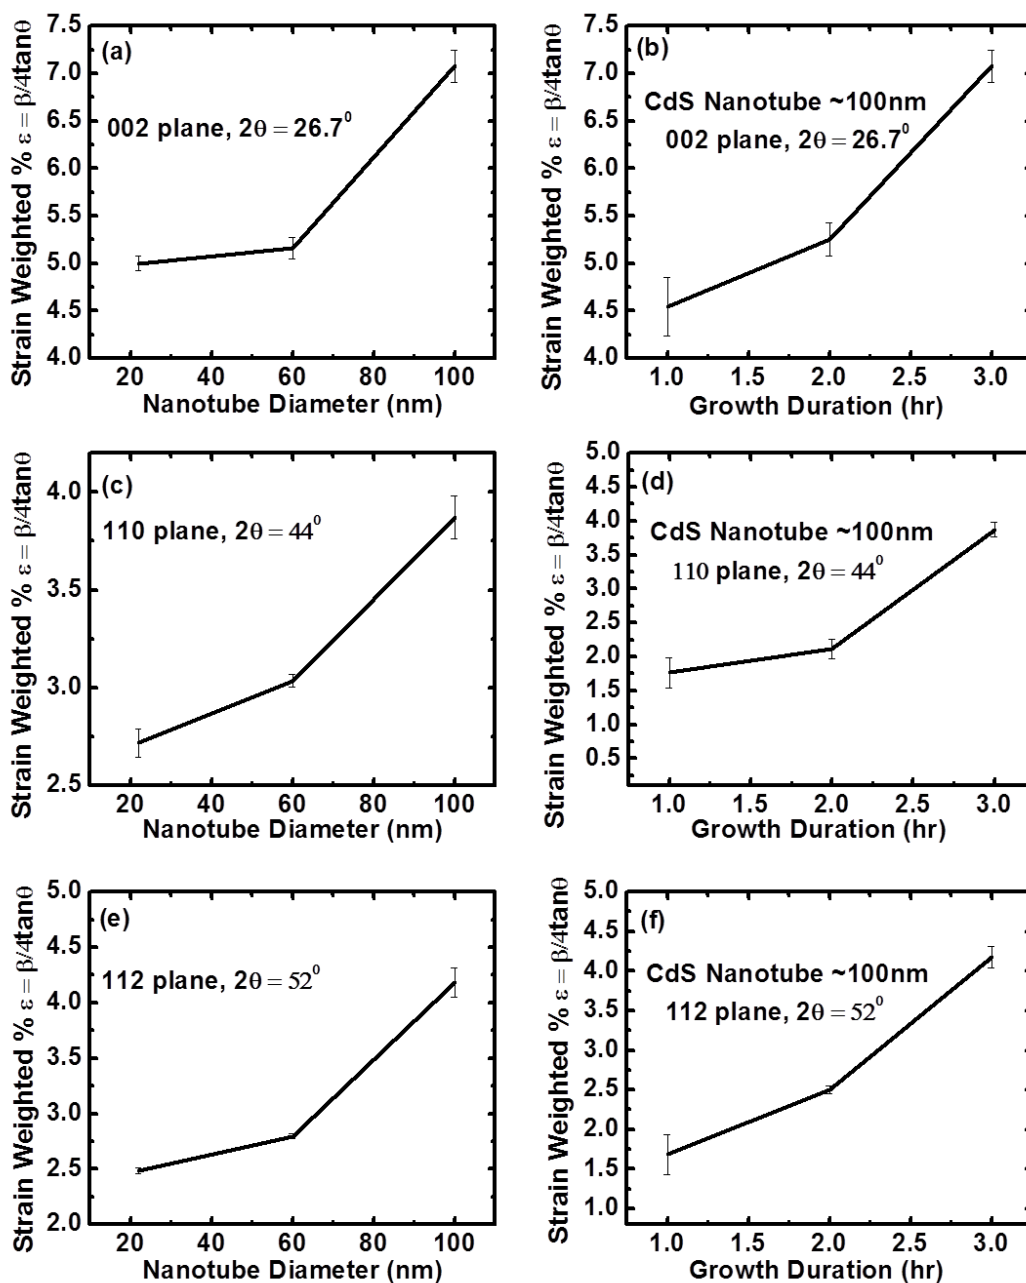 (a)
002 plane, 2θ = 26.7⁰
Strain Weighted % ε = β/4tanθ
7.5
7.0
6.5
6.0
5.5
5.0
4.5
4.0
20 40 60 80 100
Nanotube Diameter (nm)
(b)
CdS Nanotube ~100nm
002 plane, 2θ = 26.7⁰
Strain Weighted % ε = β/4tanθ
7.5
7.0
6.5
6.0
5.5
5.0
4.5
4.0
1.0 1.5 2.0 2.5 3.0
Growth Duration (hr)
(c)
110 plane, 2θ = 44⁰
Strain Weighted % ε = β/4tanθ
4.0
3.5
3.0
2.5
20 40 60 80 100
Nanotube Diameter (nm)
(d)
CdS Nanotube ~100nm
110 plane, 2θ = 44⁰
Strain Weighted % ε = β/4tanθ
5.0
4.5
4.0
3.5
3.0
2.5
2.0
1.5
1.0
0.5
1.0 1.5 2.0 2.5 3.0
Growth Duration (hr)
(e)
112 plane, 2θ = 52⁰
Strain Weighted % ε = β/4tanθ
5.0
4.5
4.0
3.5
3.0
2.5
2.0
20 40 60 80 100
Nanotube Diameter (nm)
(f)
CdS Nanotube ~100nm
112 plane, 2θ = 52⁰
Strain Weighted % ε = β/4tanθ
5.0
4.5
4.0
3.5
3.0
2.5
2.0
1.5
1.0
1.0 1.5 2.0 2.5 3.0
Growth Duration (hr)